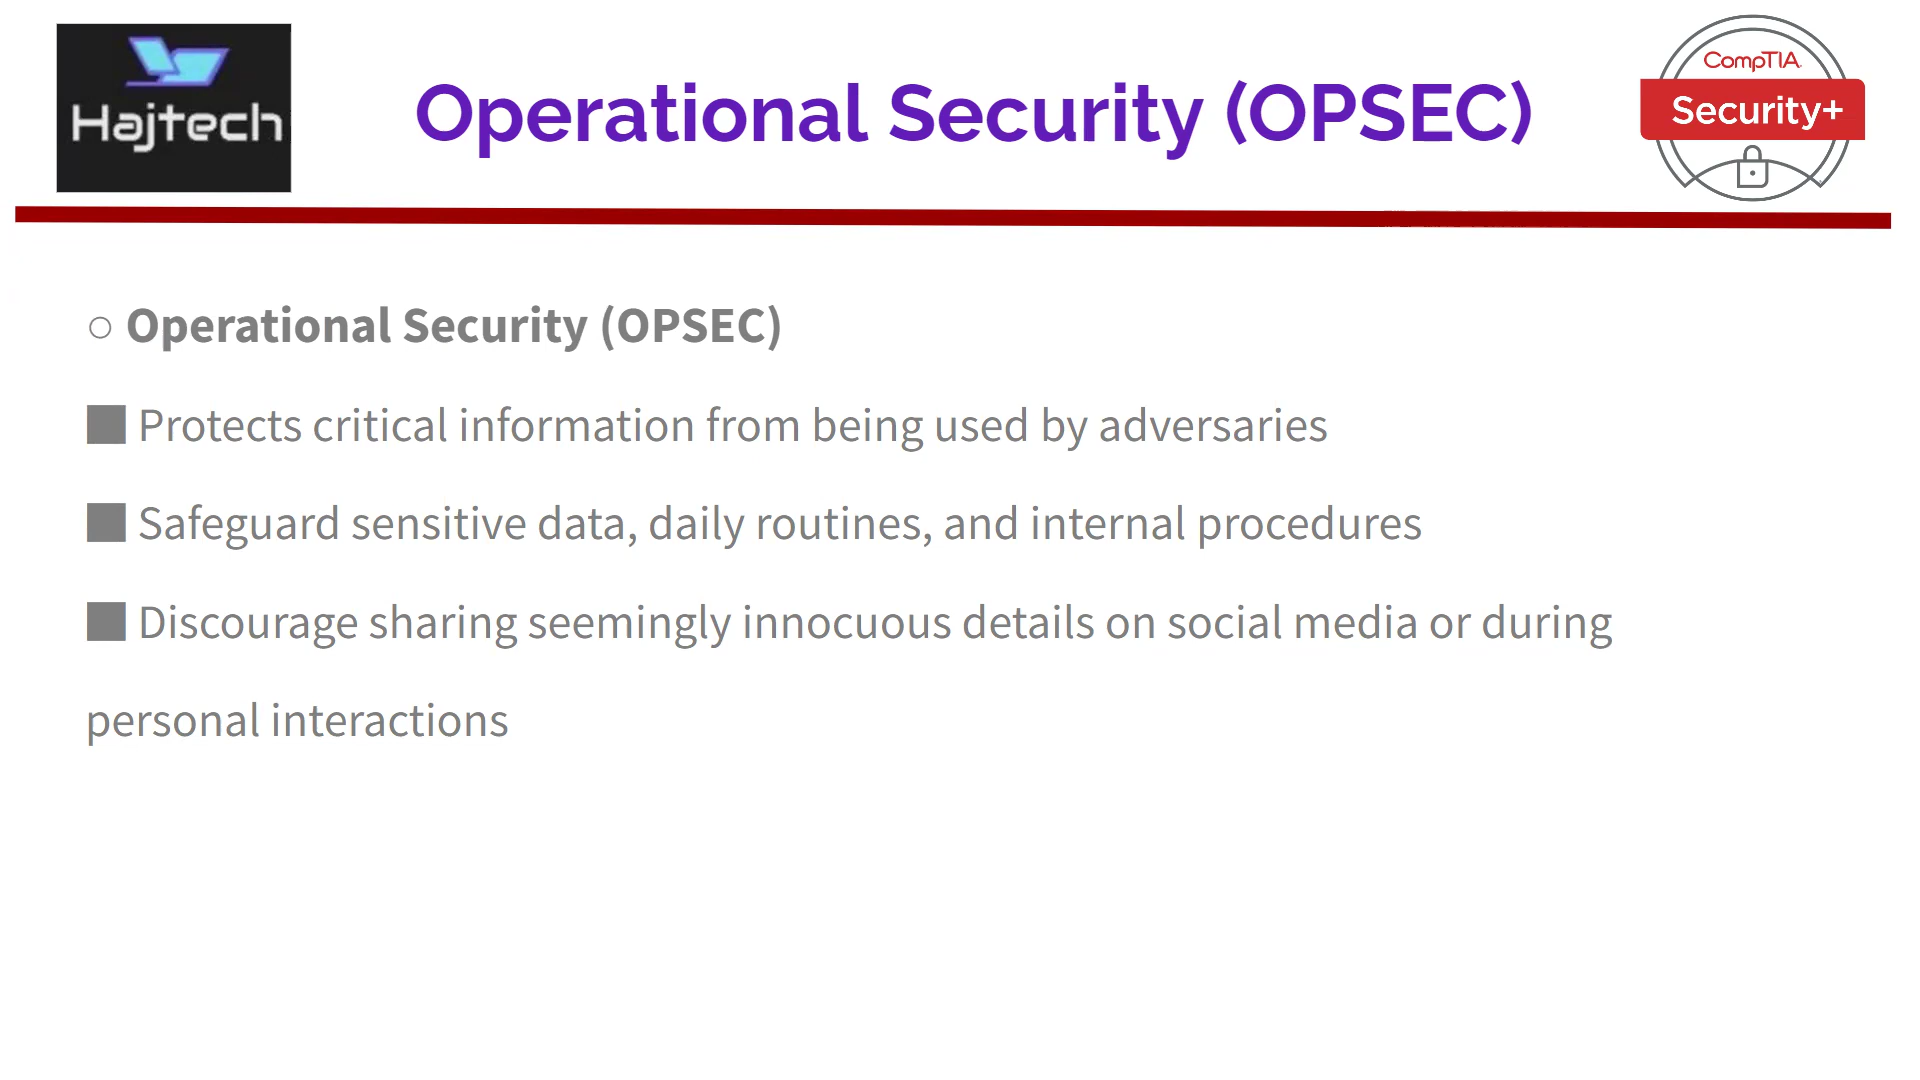 Hajtech
Operational Security (OPSEC)
CompTIA.
Security+
○ Operational Security (OPSEC)
■ Protects critical information from being used by adversaries
■ Safeguard sensitive data, daily routines, and internal procedures
■ Discourage sharing seemingly innocuous details on social media or during
personal interactions